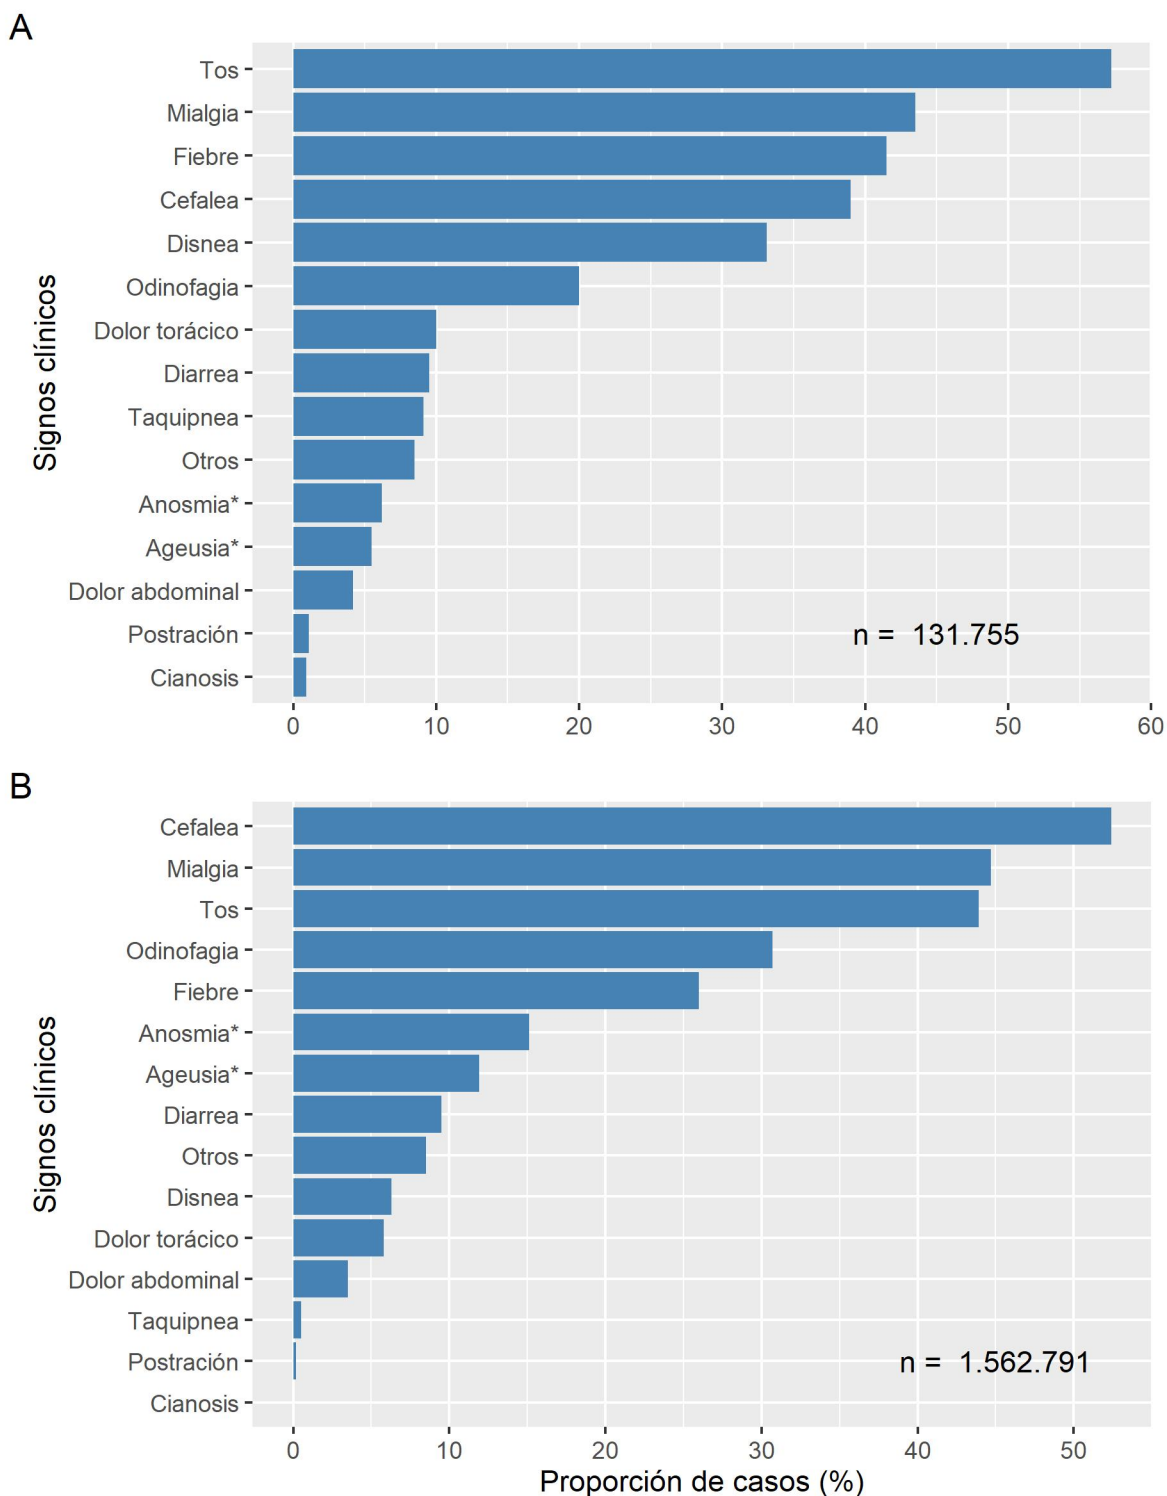 A
Signos clínicos
Tos
Mialgia
Fiebre
Cefalea
Disnea
Odinofagia
Dolor torácico
Diarrea
Taquipnea
Otros
Anosmia*
Ageusia*
Dolor abdominal
Postración
Cianosis
n =  131.755
0 10 20 30 40 50 60
B
Signos clínicos
Cefalea
Mialgia
Tos
Odinofagia
Fiebre
Anosmia*
Ageusia*
Diarrea
Otros
Disnea
Dolor torácico
Dolor abdominal
Taquipnea
Postración
Cianosis
n =  1.562.791
0 10 20 30 40 50
Proporción de casos (%)